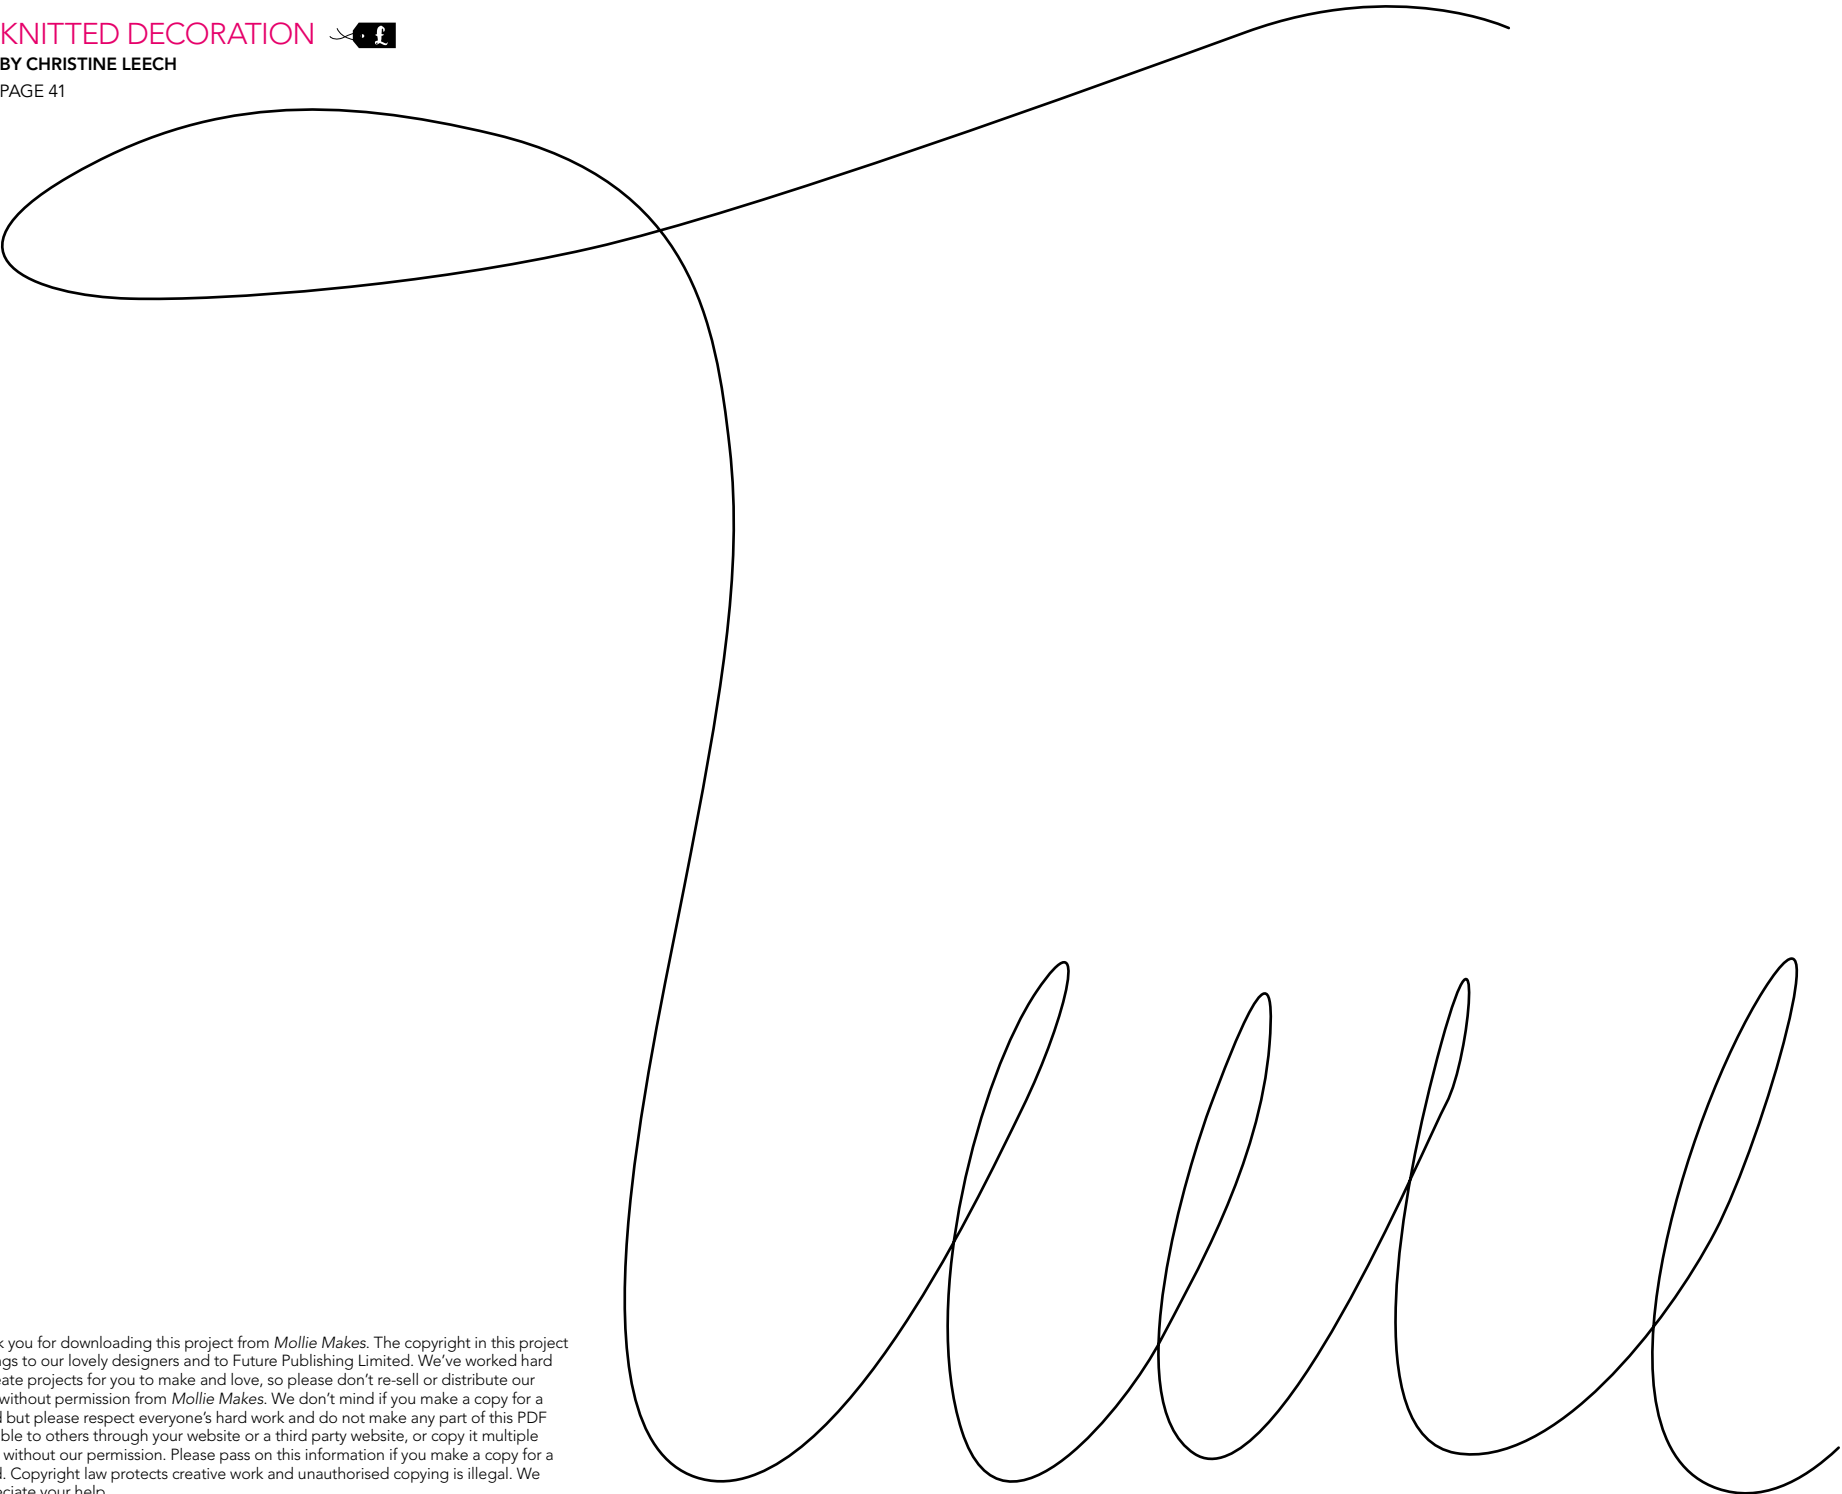 KNITTED DECORATION £
BY CHRISTINE LEECH
PAGE 41
you for downloading this project from Mollie Makes. The copyright in this project
to our lovely designers and to Future Publishing Limited. We've worked hard
projects for you to make and love, so please don't re-sell or distribute our
without permission from Mollie Makes. We don't mind if you make a copy for a
but please respect everyone's hard work and do not make any part of this PDF
to others through your website or a third party website, or copy it multiple
without our permission. Please pass on this information if you make a copy for a
Copyright law protects creative work and unauthorised copying is illegal. We
your help